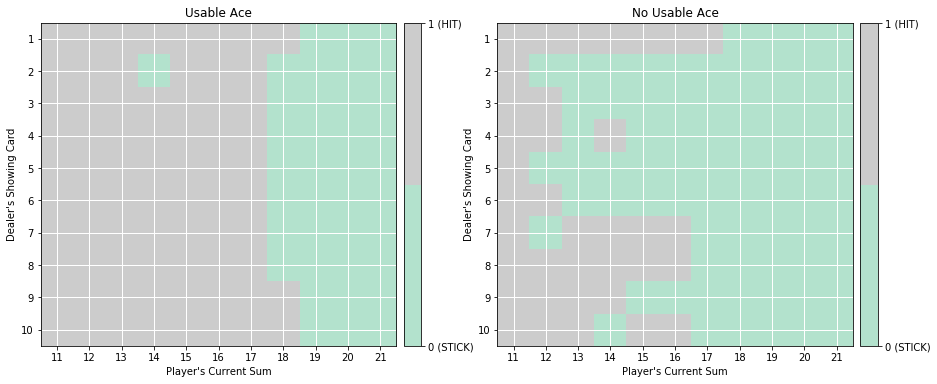 Usable Ace
1
2
3
4
5
6
7
8
9
10
Dealer's Showing Card
11 12 13 14 15 16 17 18 19 20 21
Player's Current Sum
1 (HIT)
0 (STICK)
No Usable Ace
1
2
3
4
5
6
7
8
9
10
Dealer's Showing Card
11 12 13 14 15 16 17 18 19 20 21
Player's Current Sum
1 (HIT)
0 (STICK)